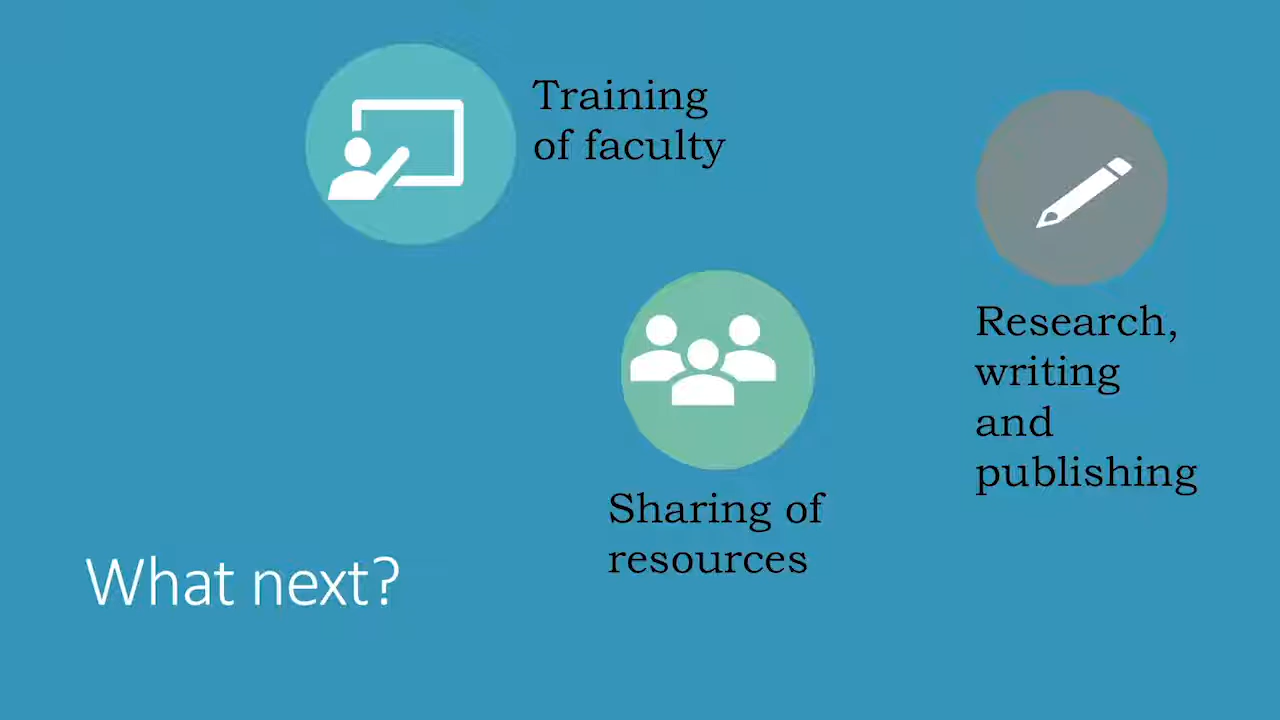 Training
of faculty
Research,
writing
and
publishing
Sharing of
resources
What next?